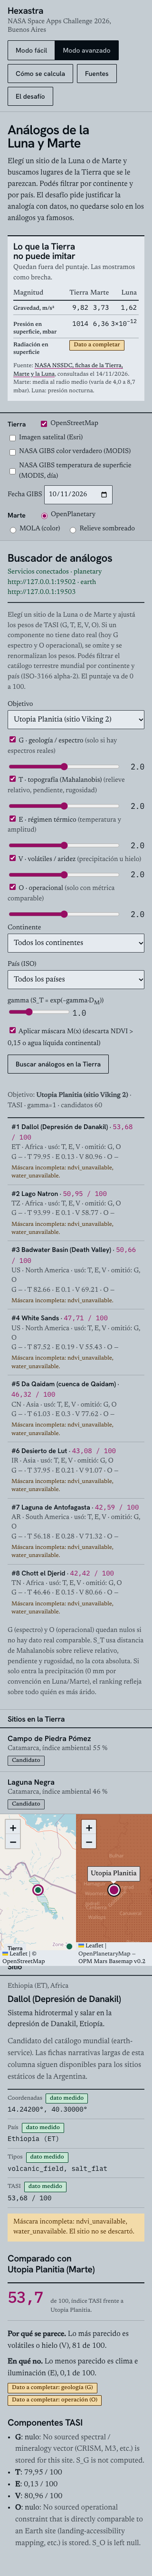 Hexastra
NASA Space Apps Challenge 2026,
Buenos Aires
Modo fácil
Modo avanzado
Cómo se calcula
Fuentes
El desafío
Análogos de la
Luna y Marte
Elegí un sitio de la Luna o de Marte y
buscamos lugares de la Tierra que se le
parezcan. Podés filtrar por continente y
país. El desafío pide justificar la
analogía con datos, no quedarse solo en los
análogos ya famosos.
Lo que la Tierra
no puede imitar
Quedan fuera del puntaje. Las mostramos
como brecha.
Magnitud Tierra Marte Luna
Gravedad, m/s² 9,82 3,73 1,62
Presión en
superficie, mbar 1014 6,36 3×10⁻¹²
Radiación en
superficie Dato a completar
Fuente: NASA NSSDC, fichas de la Tierra,
Marte y la Luna, consultadas el 14/11/2026.
Marte: media al radio medio (varía de 4,0 a 8,7
mbar). Luna: presión nocturna.
Tierra OpenStreetMap
Imagen satelital (Esri)
NASA GIBS color verdadero (MODIS)
NASA GIBS temperatura de superficie
(MODIS, día)
Fecha GIBS 10/11/2026
Marte OpenPlanetary
MOLA (color) Relieve sombreado
Buscador de análogos
Servicios conectados · planetary
http://127.0.0.1:19502 · earth
http://127.0.0.1:19503
Elegí un sitio de la Luna o de Marte y
ajustá los pesos de TASI (G, T, E, V, O). Si un
componente no tiene dato real (hoy G
espectro y O operacional), se omite y se
renormalizan los pesos. Podés filtrar el
catálogo terrestre mundial por continente y
país (ISO-3166 alpha-2). El puntaje va de 0
a 100.
Objetivo
Utopia Planitia (sitio Viking 2)
G · geología / espectro (solo si hay
espectros reales)
2.0
T · topografía (Mahalanobis) (relieve
relativo, pendiente, rugosidad)
2.0
E · régimen térmico (temperatura y
amplitud)
2.0
V · volátiles / aridez (precipitación u hielo)
2.0
O · operacional (solo con métrica
comparable)
2.0
Continente
Todos los continentes
País (ISO)
Todos los países
gamma (S_T = exp(−gamma·D_M))
1.0
Aplicar máscara M(x) (descarta NDVI >
0,15 o agua líquida continental)
Buscar análogos en la Tierra
Objetivo: Utopia Planitia (sitio Viking 2) ·
TASI · gamma=1 · candidatos 60
#1 Dallol (Depresión de Danakil) · 53,68
/ 100
ET · Africa · usó: T, E, V · omitió: G, O
G — · T 79.95 · E 0.13 · V 80.96 · O —
Máscara incompleta: ndvi_unavailable,
water_unavailable.
#2 Lago Natron · 50,95 / 100
TZ · Africa · usó: T, E, V · omitió: G, O
G — · T 93.99 · E 0.1 · V 58.77 · O —
Máscara incompleta: ndvi_unavailable,
water_unavailable.
#3 Badwater Basin (Death Valley) · 50,66
/ 100
US · North America · usó: T, E, V · omitió: G,
O
G — · T 82.66 · E 0.1 · V 69.21 · O —
Máscara incompleta: ndvi_unavailable,
water_unavailable.
#4 White Sands · 47,71 / 100
US · North America · usó: T, E, V · omitió: G,
O
G — · T 87.52 · E 0.19 · V 55.43 · O —
Máscara incompleta: ndvi_unavailable,
water_unavailable.
#5 Da Qaidam (cuenca de Qaidam) ·
46,32 / 100
CN · Asia · usó: T, E, V · omitió: G, O
G — · T 61.03 · E 0.3 · V 77.62 · O —
Máscara incompleta: ndvi_unavailable,
water_unavailable.
#6 Desierto de Lut · 43,08 / 100
IR · Asia · usó: T, E, V · omitió: G, O
G — · T 37.95 · E 0.21 · V 91.07 · O —
Máscara incompleta: ndvi_unavailable,
water_unavailable.
#7 Laguna de Antofagasta · 42,59 / 100
AR · South America · usó: T, E, V · omitió: G,
O
G — · T 56.18 · E 0.28 · V 71.32 · O —
Máscara incompleta: ndvi_unavailable,
water_unavailable.
#8 Chott el Djerid · 42,42 / 100
TN · Africa · usó: T, E, V · omitió: G, O
G — · T 46.46 · E 0.15 · V 80.66 · O —
Máscara incompleta: ndvi_unavailable,
water_unavailable.
G (espectro) y O (operacional) quedan nulos si
no hay dato real comparable. S_T usa distancia
de Mahalanobis sobre relieve relativo,
pendiente y rugosidad, no la cota absoluta. Si
solo queda una característica (0 km en
comparación con Luna/Marte), el ranking refleja
sobre todo quién es más árido.
Sitios en la Tierra
Campo de Piedra Pómez
Catamarca, índice ambiental 55 %
Candidato
Laguna Negra
Catamarca, índice ambiental 46 %
Candidato
+
−
Tierra
Leaflet | ©
OpenStreetMap
+
−
Utopia Planitia
Leaflet |
OpenPlanetaryMap —
OPM Mars Basemap v0.2
Sitio
Ethiopia (ET), Africa
Dallol (Depresión de Danakil)
Sistema hidrotermal y salar en la
depresión de Danakil, Etiopía.
Candidato del catálogo mundial (earth-
service). Las fichas narrativas largas de esta
columna siguen disponibles para los sitios
estáticos de la Argentina.
Coordenadas dato medido
14.24200°, 40.30000°
País dato medido
Ethiopia (ET)
Tipos dato medido
volcanic_field, salt_flat
TASI dato medido
53,68 / 100
Máscara incompleta: ndvi_unavailable,
water_unavailable. El sitio no se descartó.
Comparado con
Utopia Planitia (Marte)
53,7 de 100, índice TASI frente a
Utopia Planitia.
Por qué se parece. Lo más parecido es
volátiles o hielo (V), 81 de 100.
En qué no. Lo menos parecido es clima e
iluminación (E), 0,1 de 100.
Dato a completar: geología (G)
Dato a completar: operación (O)
Componentes TASI
G: nulo: No sourced spectral /
mineralogy vector (CRISM, M3, etc.) is
stored for this site. S_G is not computed.
T: 79,95 / 100
E: 0,13 / 100
V: 80,96 / 100
O: nulo: No sourced operational
constraint that is directly comparable to
an Earth site (landing-accessibility
mapping, etc.) is stored. S_O is left null.